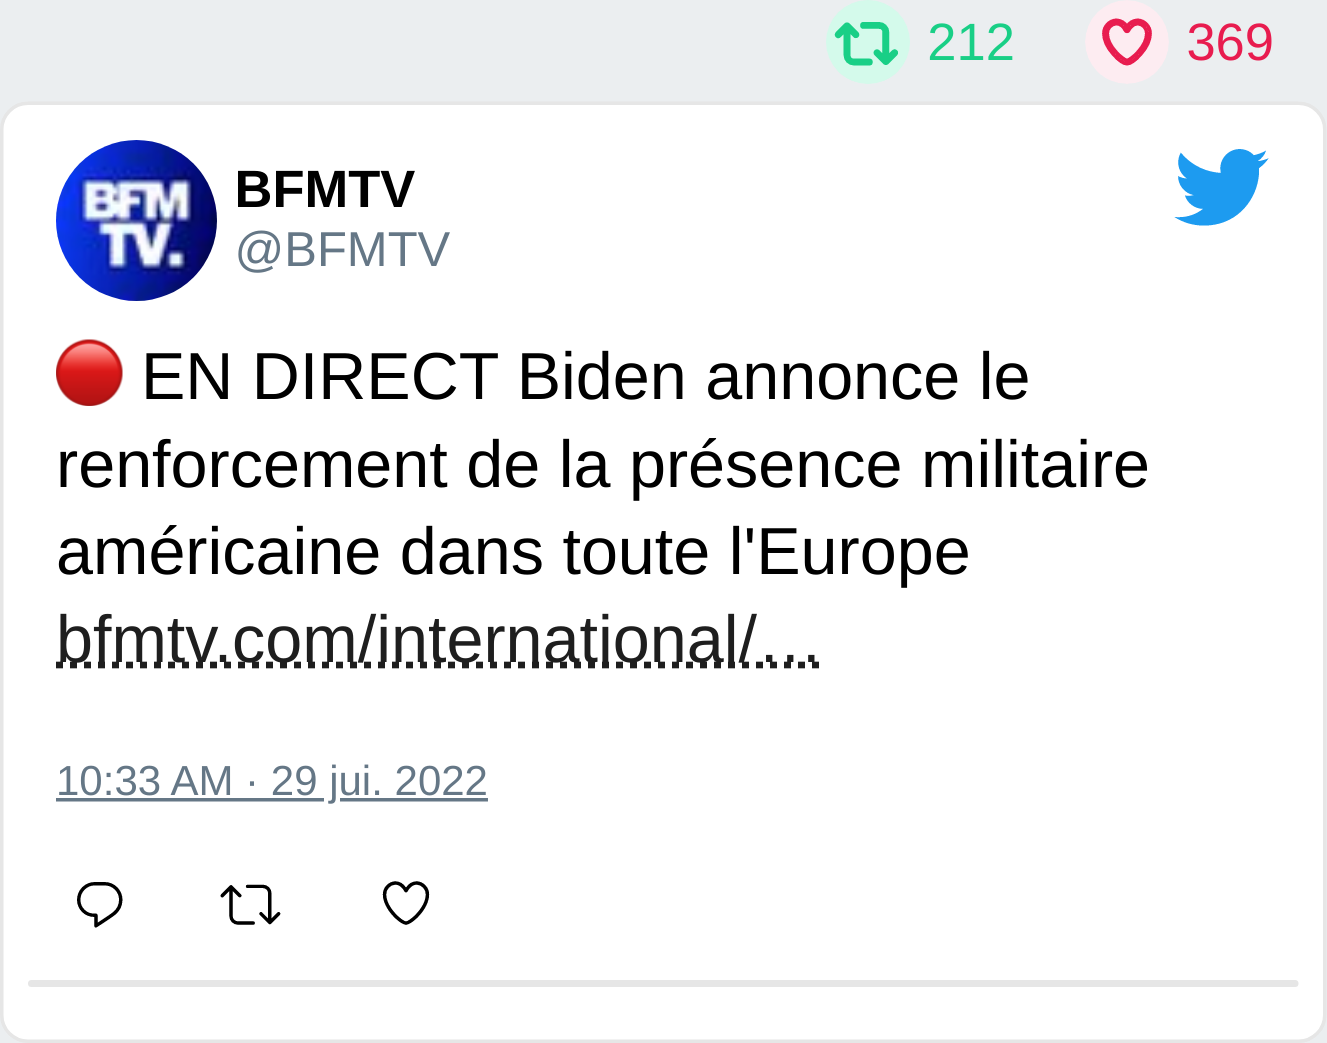 212 369
BFM
TV.
BFMTV
@BFMTV
🔴 EN DIRECT Biden annonce le
renforcement de la présence militaire
américaine dans toute l'Europe
bfmtv.com/international/…
10:33 AM · 29 jui. 2022